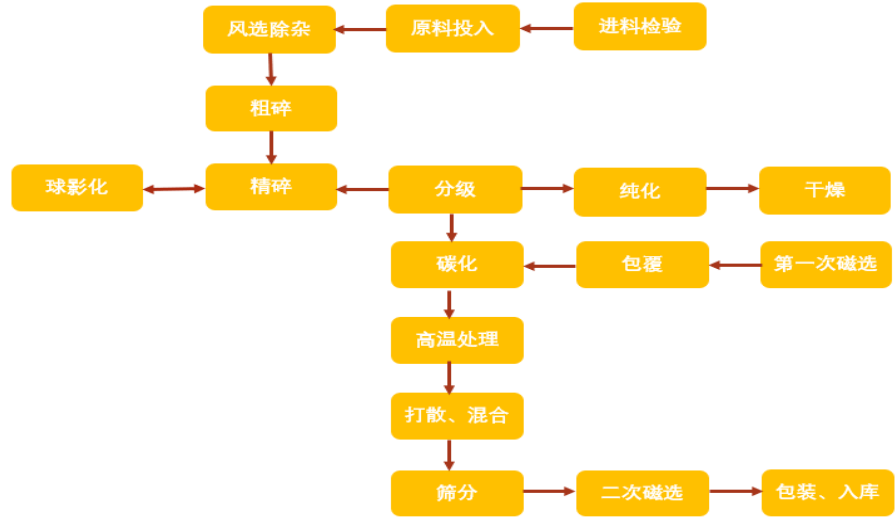 风选除杂
原料投入
进料检验
粗碎
球影化
精碎
分级
纯化
干燥
碳化
包覆
第一次磁选
高温处理
打散、混合
筛分
二次磁选
包装、入库